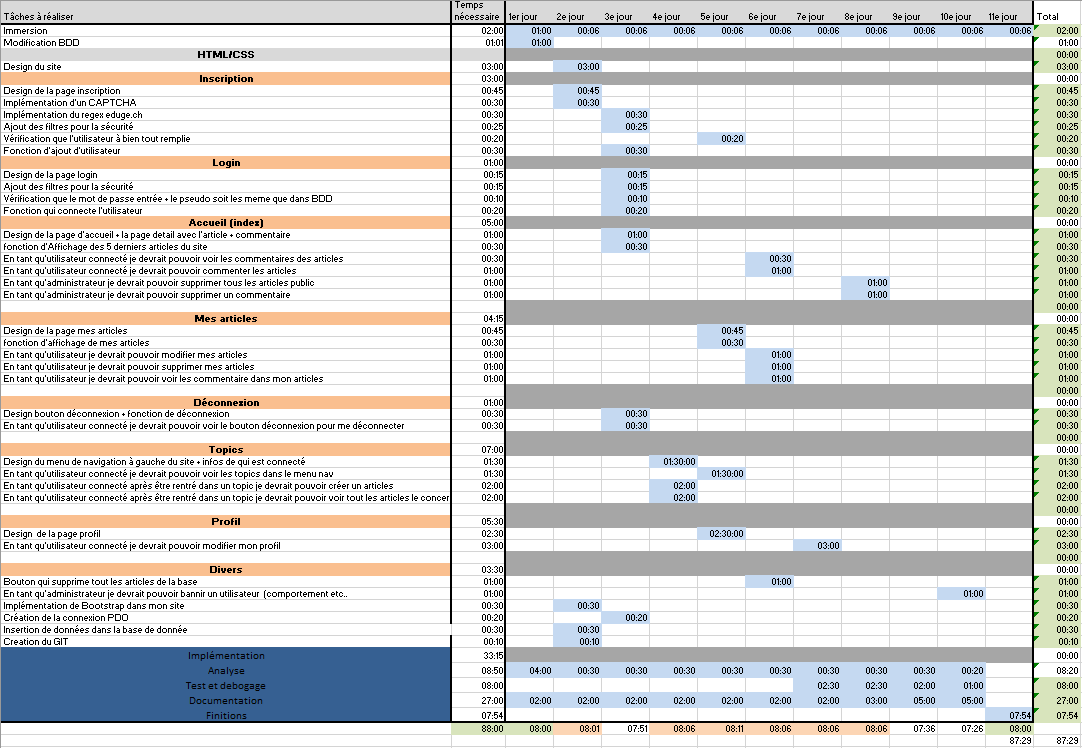 Tâches à réaliser Temps nécessaire 1er jour 2e jour 3e jour 4e jour 5e jour 6e jour 7e jour 8e jour 9e jour 10e jour 11e jour Total
Immersion 02:00 01:00 00:06 00:06 00:06 00:06 00:06 00:06 00:06 00:06 00:06 00:06 02:00
Modification BDD 01:01 01:00 01:00
HTML/CSS 00:00
Design du site 03:00 03:00 03:00
Inscription 03:00 00:00
Design de la page inscription 00:45 00:45 00:45
Implémentation d'un CAPTCHA 00:30 00:30 00:30
Implémentation du regex eduge.ch 00:30 00:30 00:30
Ajout des filtres pour la sécurité 00:25 00:25 00:25
Vérification que l'utilisateur à bien tout remplie 00:20 00:20 00:20
Fonction d'ajout d'utilisateur 00:30 00:30 00:30
Login 01:00 00:00
Design de la page login 00:15 00:15 00:15
Ajout des filtres pour la sécurité 00:15 00:15 00:15
Vérification que le mot de passe entrée + le pseudo soit les meme que dans BDD 00:10 00:10 00:10
Fonction qui connecte l'utilisateur 00:20 00:20 00:20
Accueil (index) 05:00 00:00
Design de la page d'accueil + la page detail avec l'article + commentaire 01:00 01:00 01:00
fonction d'Affichage des 5 derniers articles du site 00:30 00:30 00:30
En tant qu'utilisateur connecté je devrait pouvoir voir les commentaires des articles 00:30 00:30 00:30
En tant qu'utilisateur connecté je devrait pouvoir commenter les articles 01:00 01:00 01:00
En tant qu'administrateur je devrait pouvoir supprimer tous les articles public 01:00 01:00 01:00
En tant qu'administrateur je devrait pouvoir supprimer un commentaire 01:00 01:00 01:00
00:00
Mes articles 04:15 00:00
Design de la page mes articles 00:45 00:45 00:45
fonction d'affichage de mes articles 00:30 00:30 00:30
En tant qu'utilisateur je devrait pouvoir modifier mes articles 01:00 01:00 01:00
En tant qu'utilisateur je devrait pouvoir supprimer mes articles 01:00 01:00 01:00
En tant qu'utilisateur je devrait pouvoir voir les commentaire dans mon articles 01:00 01:00 01:00
00:00
Déconnexion 01:00 00:00
Design bouton déconnexion + fonction de déconnexion 00:30 00:30 00:30
En tant qu'utilisateur connecté je devrait pouvoir voir le bouton déconnexion pour me déconnecter 00:30 00:30 00:30
00:00
Topics 07:00 00:00
Design du menu de navigation à gauche du site + infos de qui est connecté 01:30 01:30:00 01:30
En tant qu'utilisateur connecté je devrait pouvoir voir les topics dans le menu nav 01:30 01:30:00 01:30
En tant qu'utilisateur connecté après être rentré dans un topic je devrait pouvoir créer un articles 02:00 02:00 02:00
En tant qu'utilisateur connecté après être rentré dans un topic je devrait pouvoir voir tout les articles le concer 02:00 02:00 02:00
00:00
Profil 05:30 00:00
Design de la page profil 02:30 02:30:00 02:30
En tant qu'utilisateur connecté je devrait pouvoir modifier mon profil 03:00 03:00 03:00
00:00
Divers 03:30 00:00
Bouton qui supprime tout les articles de la base 01:00 01:00 01:00
En tant qu'administrateur je devrait pouvoir bannir un utilisateur (comportement etc.. 01:00 01:00 01:00
Implémentation de Bootstrap dans mon site 00:30 00:30 00:30
Création de la connexion PDO 00:20 00:20 00:20
Insertion de données dans la base de donnée 00:30 00:30 00:30
Creation du GIT 00:10 00:10 00:10
Implémentation 33:15 00:00
Analyse 08:50 04:00 00:30 00:30 00:30 00:30 00:30 00:30 00:30 00:30 00:20 08:20
Test et debogage 08:00 02:30 02:30 02:00 01:00 08:00
Documentation 27:00 02:00 02:00 02:00 02:00 02:00 02:00 02:00 03:00 05:00 05:00 27:00
Finitions 07:54 07:54 07:54
88:00 08:00 08:01 07:51 08:06 08:11 08:06 08:06 08:06 07:36 07:26 08:00
87:29 87:29